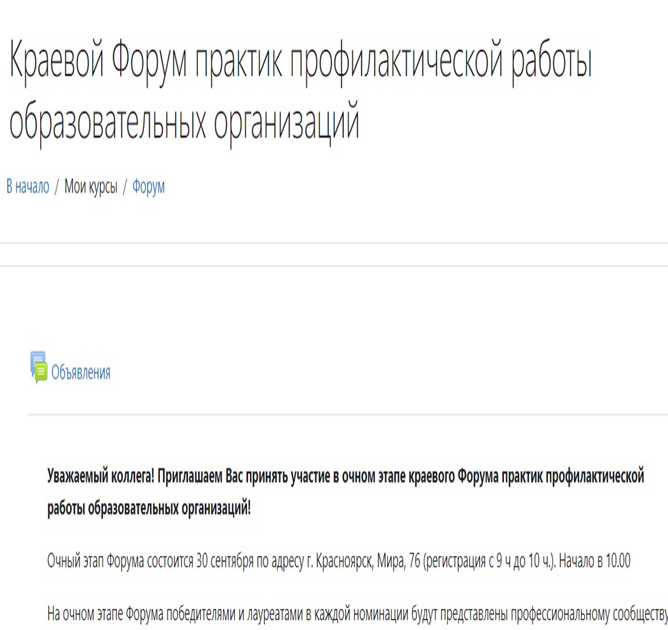 Краевой Форум практик профилактической работы
образовательных организаций
В начало / Мои курсы / Форум
Объявления
Уважаемый коллега! Приглашаем Вас принять участие в очном этапе краевого Форума практик профилактической
работы образовательных организаций!
Очный этап Форума состоится 30 сентября по адресу г. Красноярск, Мира, 76 (регистрация с 9 ч до 10 ч.). Начало в 10.00
На очном этапе Форума победителями и лауреатами в каждой номинации будут представлены профессиональному сообществу